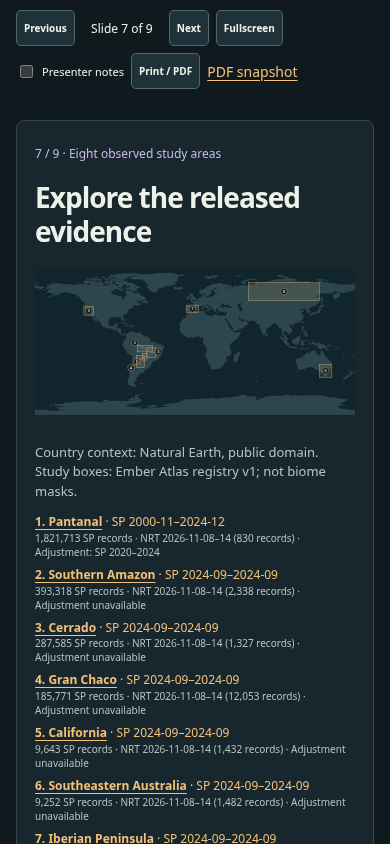 Previous
Slide 7 of 9
Next
Fullscreen
Presenter notes
Print / PDF
PDF snapshot
7 / 9 · Eight observed study areas
Explore the released
evidence
Country context: Natural Earth, public domain.
Study boxes: Ember Atlas registry v1; not biome
masks.
1. Pantanal · SP 2000-11–2024-12
1,821,713 SP records · NRT 2026-11-08–14 (830 records) ·
Adjustment: SP 2020–2024
2. Southern Amazon · SP 2024-09–2024-09
393,318 SP records · NRT 2026-11-08–14 (2,338 records) ·
Adjustment unavailable
3. Cerrado · SP 2024-09–2024-09
287,585 SP records · NRT 2026-11-08–14 (1,327 records) ·
Adjustment unavailable
4. Gran Chaco · SP 2024-09–2024-09
185,771 SP records · NRT 2026-11-08–14 (12,053 records) ·
Adjustment unavailable
5. California · SP 2024-09–2024-09
9,643 SP records · NRT 2026-11-08–14 (1,432 records) · Adjustment
unavailable
6. Southeastern Australia · SP 2024-09–2024-09
9,252 SP records · NRT 2026-11-08–14 (1,482 records) · Adjustment
unavailable
7. Iberian Peninsula · SP 2024-09–2024-09